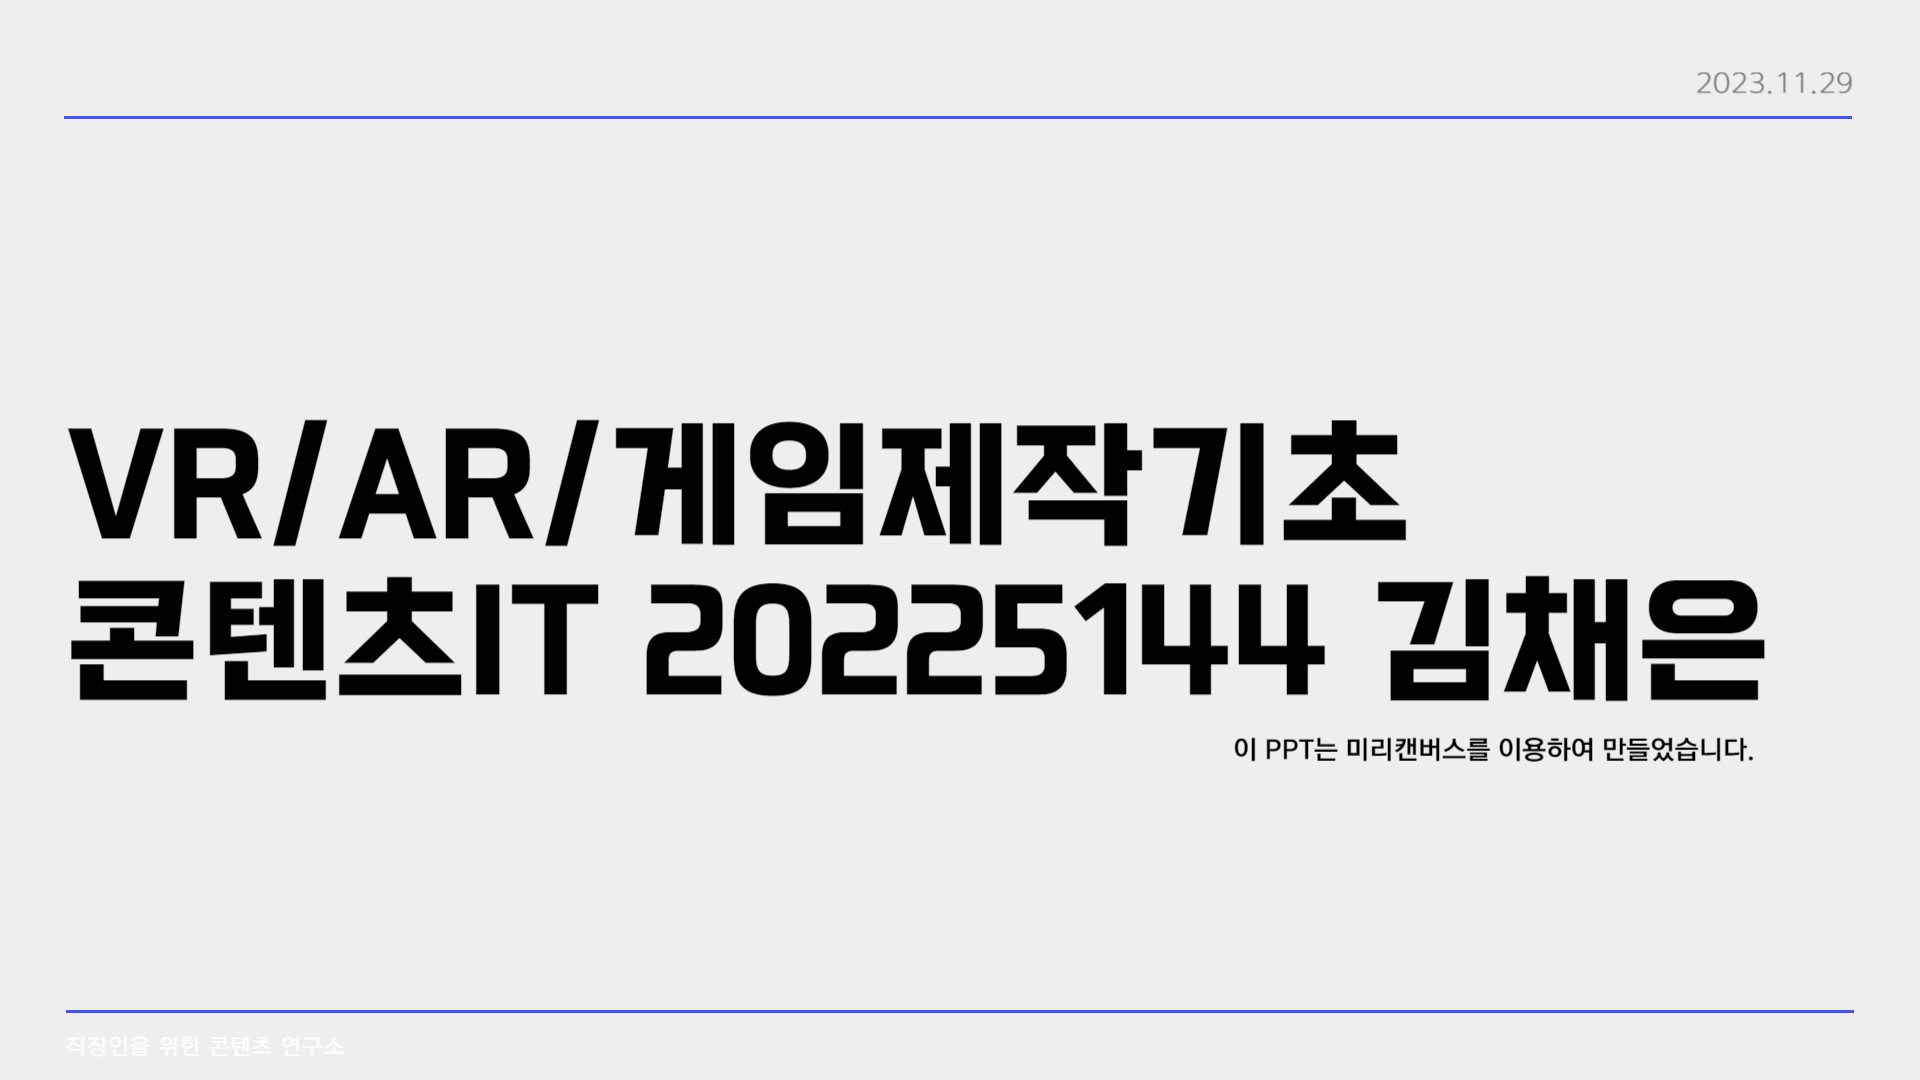 2023.11.29
VR/AR/게임제작기초
콘텐츠IT 20225144 김채은
이 PPT는 미리캔버스를 이용하여 만들었습니다.
직장인을 위한 콘텐츠 연구소